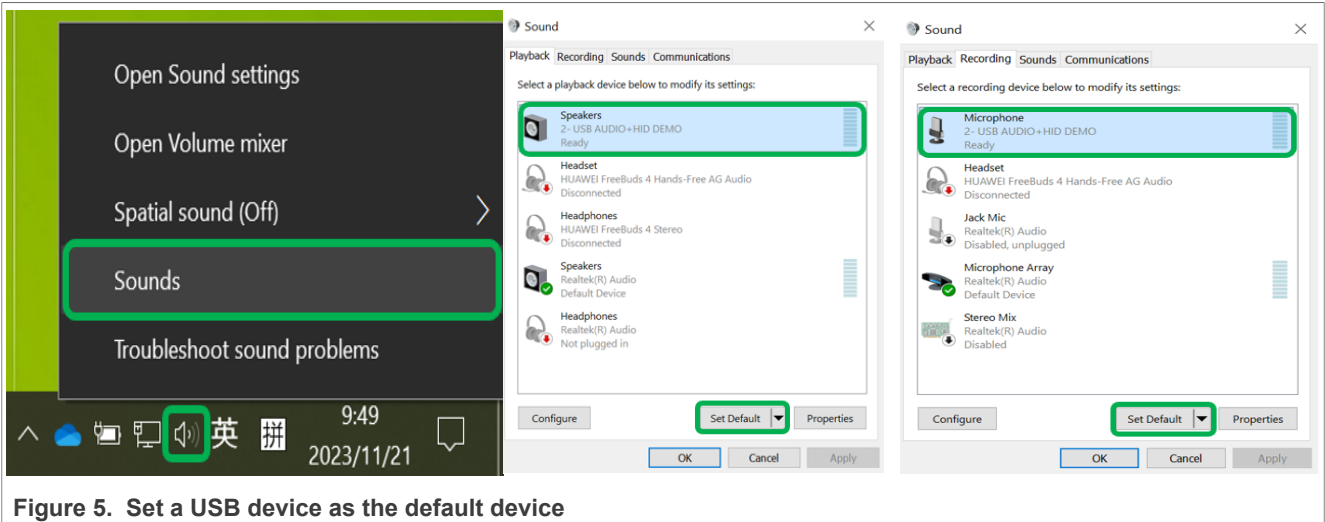 Open Sound settings
Open Volume mixer
Spatial sound (Off)
Sounds
Troubleshoot sound problems
英 拼 9:49
2023/11/21
Sound
Playback Recording Sounds Communications
Select a playback device below to modify its settings:
Speakers
2- USB AUDIO+HID DEMO
Ready
Headset
HUAWEI FreeBuds 4 Hands-Free AG Audio
Disconnected
Headphones
HUAWEI FreeBuds 4 Stereo
Disconnected
Speakers
Realtek(R) Audio
Default Device
Headphones
Realtek(R) Audio
Not plugged in
Configure Set Default Properties
OK Cancel Apply
Sound
Playback Recording Sounds Communications
Select a recording device below to modify its settings:
Microphone
2- USB AUDIO+HID DEMO
Ready
Headset
HUAWEI FreeBuds 4 Hands-Free AG Audio
Disconnected
Jack Mic
Realtek(R) Audio
Disabled, unplugged
Microphone Array
Realtek(R) Audio
Default Device
Stereo Mix
Realtek(R) Audio
Disabled
Configure Set Default Properties
OK Cancel Apply
Figure 5. Set a USB device as the default device